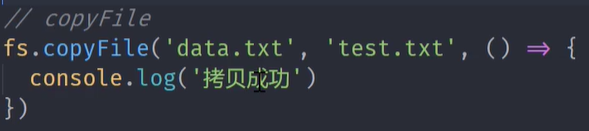 // copyFile
fs.copyFile('data.txt', 'test.txt', () => {
  console.log('拷贝成功')
})